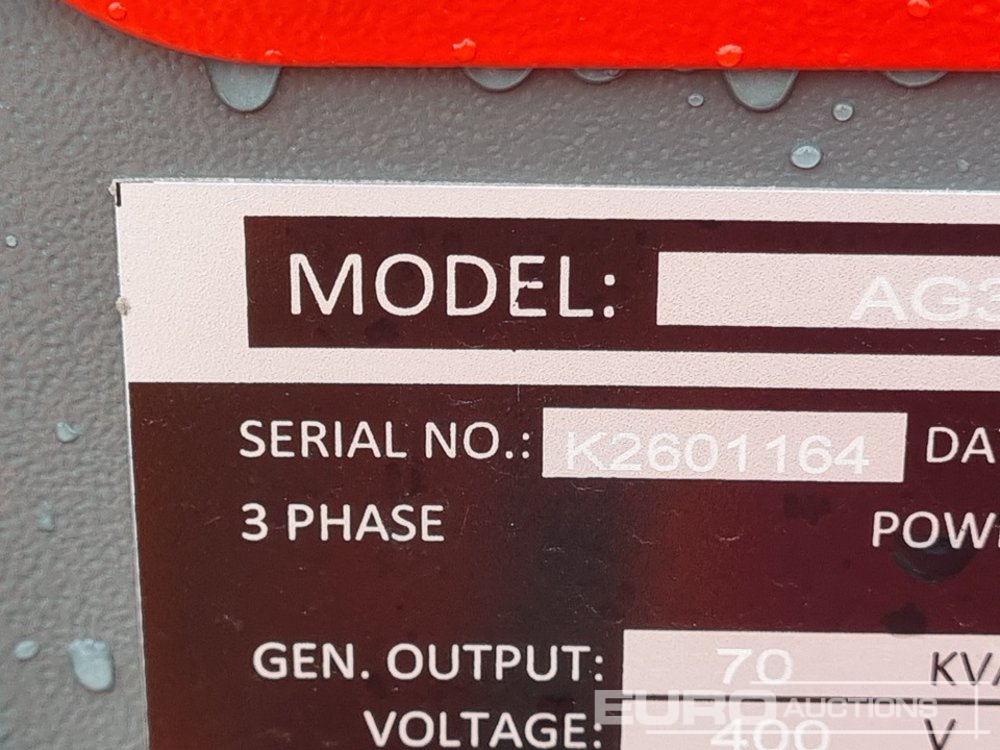 MODEL: AG3
SERIAL NO.: K2601164 DA
3 PHASE POW
GEN. OUTPUT: 70 KVA
VOLTAGE: 400 V
EURO AUCTIONS